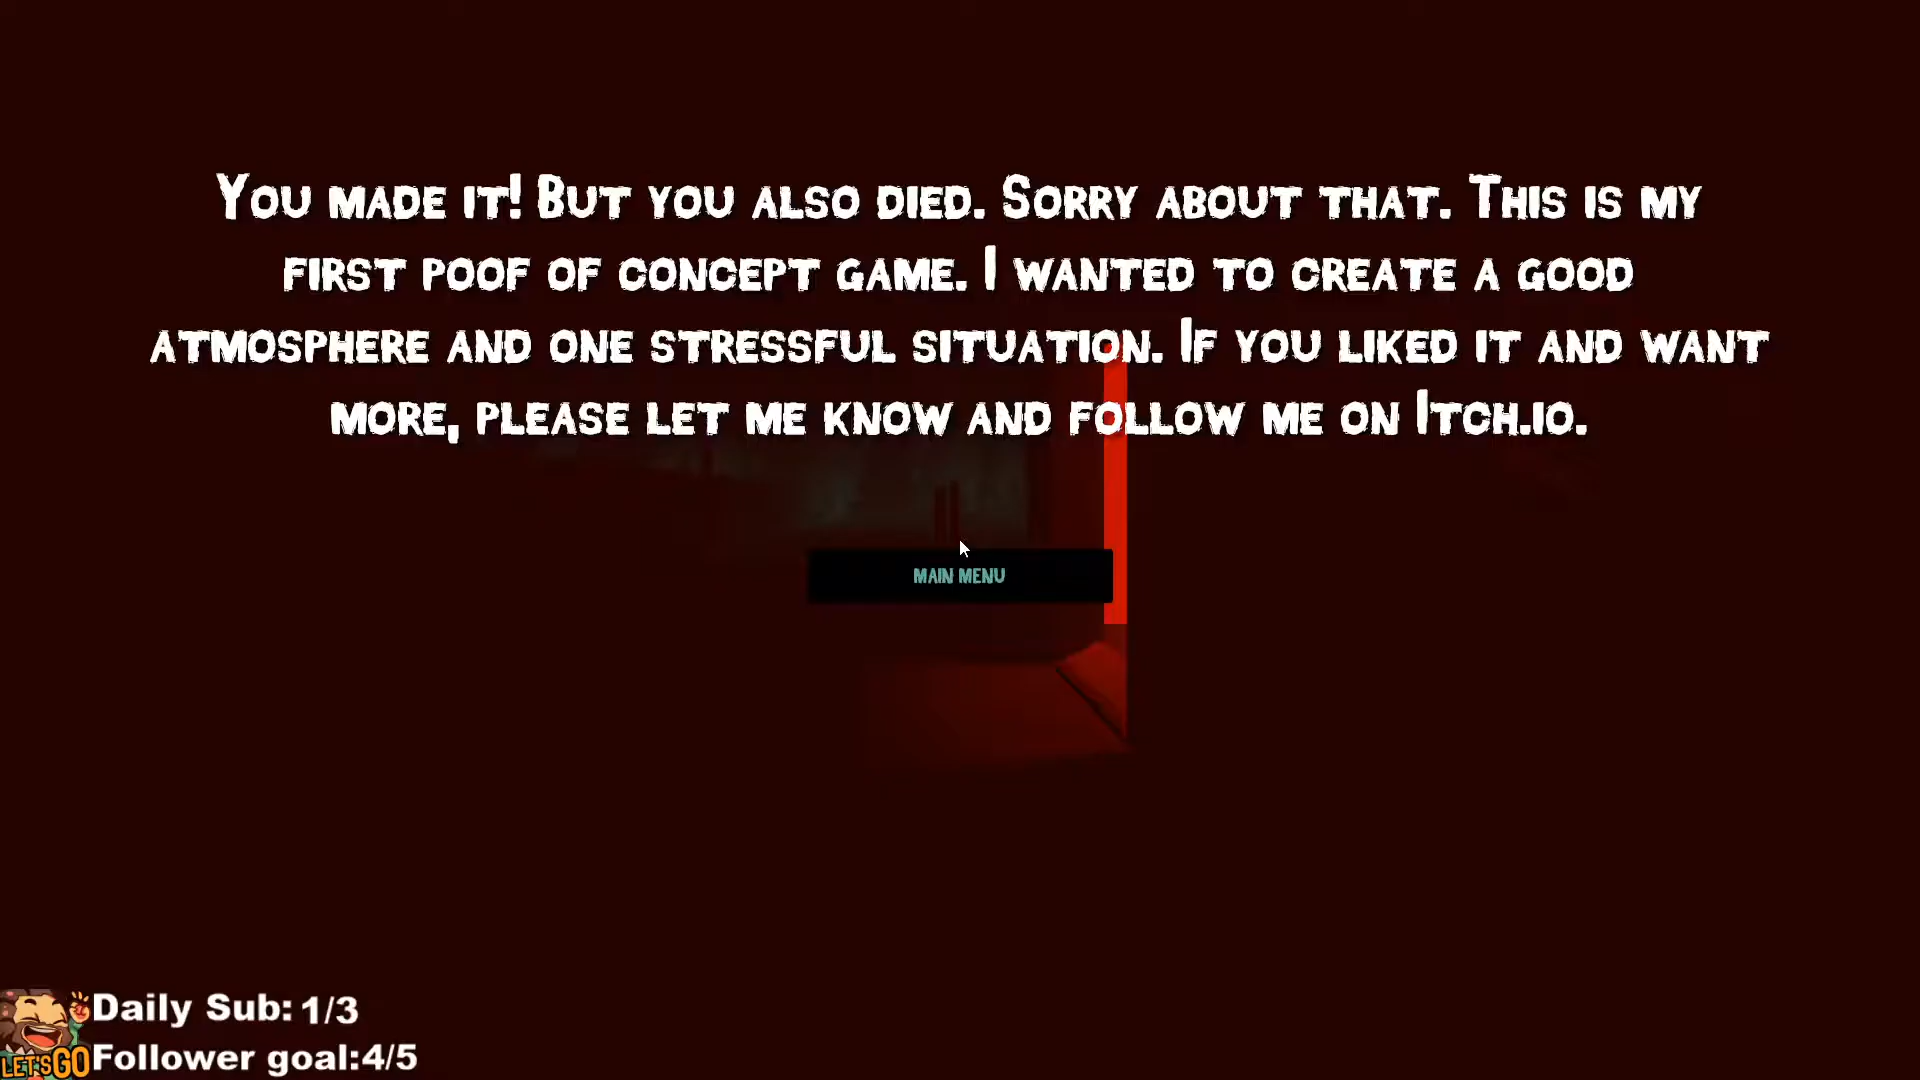 You made it! But you also died. Sorry about that. This is my
first poof of concept game. I wanted to create a good
atmosphere and one stressful situation. If you liked it and want
more, please let me know and follow me on Itch.io.
MAIN MENU
Daily Sub: 1/3
LET'S GO
Follower goal:4/5